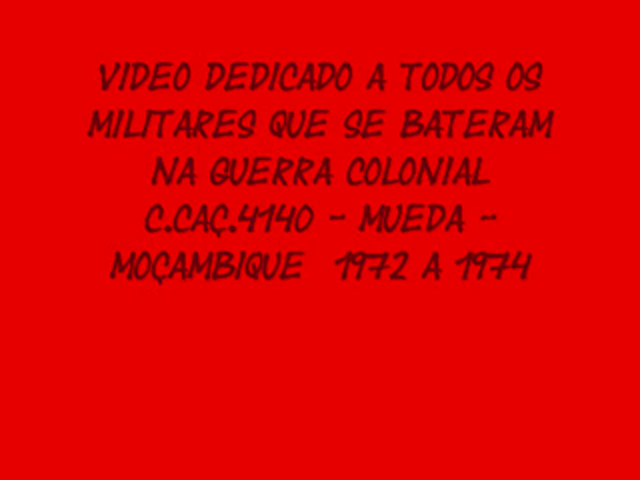 VIDEO DEDICADO A TODOS OS
MILITARES QUE SE BATERAM
NA GUERRA COLONIAL
C.CAÇ.4140 - MUEDA -
MOÇAMBIQUE 1972 A 1974